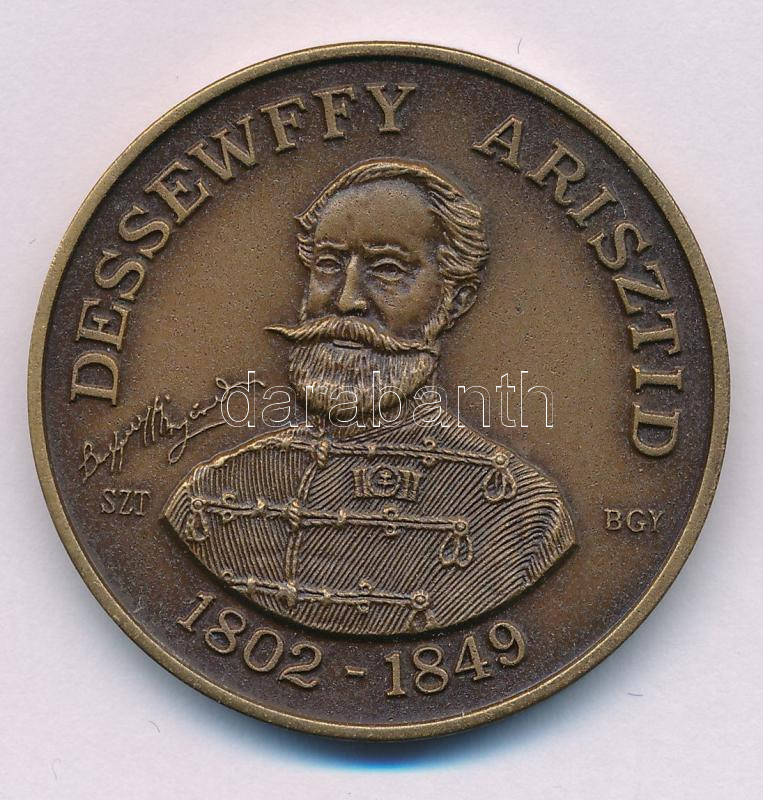 DESSEWFFY ARISZTID
darabanth
SZT
BGY
1802 - 1849